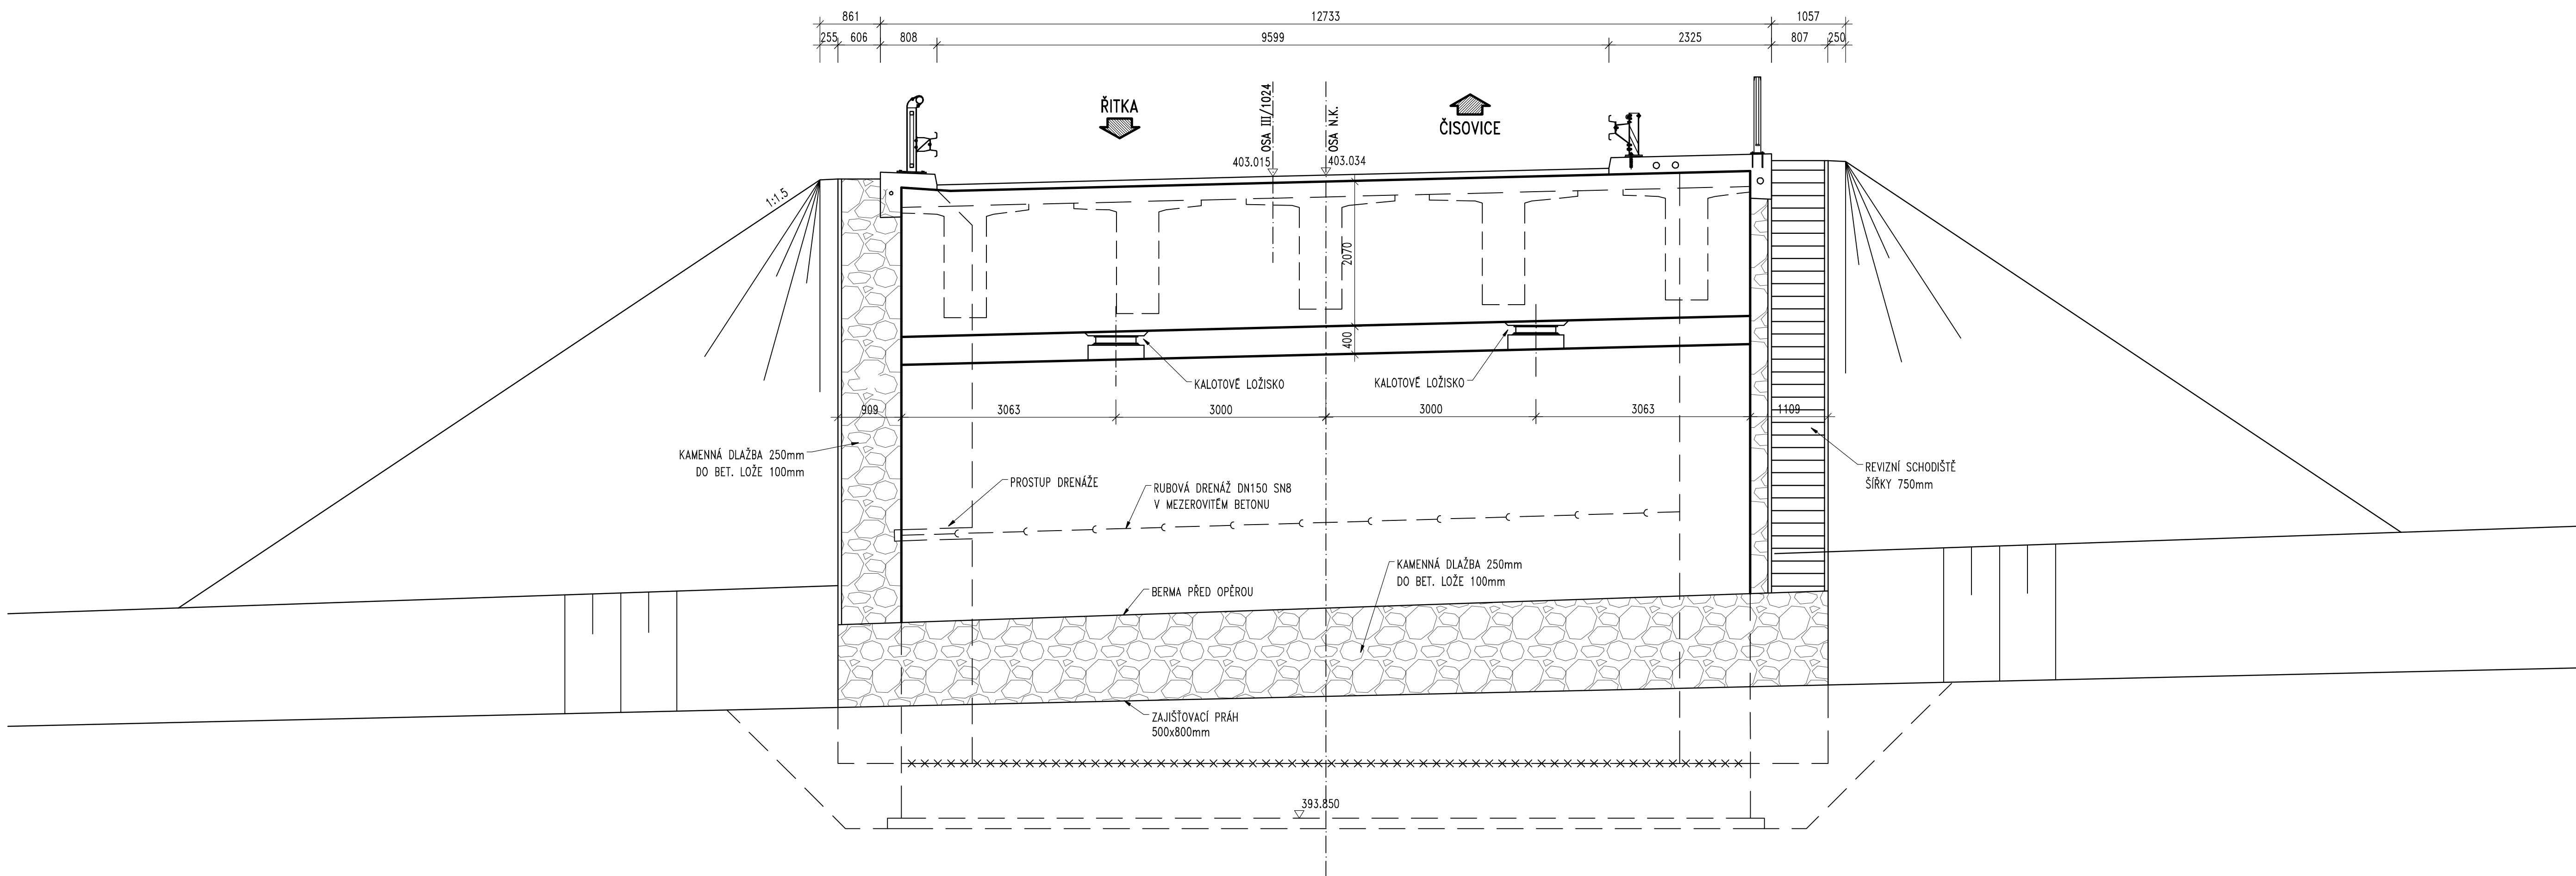 861
12733
1057
255
606
808
9599
2325
807
250
ŘITKA
OSA III/1024
OSA N.K.
ČISOVICE
403.015
403.034
1:1.5
2070
400
KALOTOVÉ LOŽISKO
KALOTOVÉ LOŽISKO
909
3063
3000
3000
3063
1109
KAMENNÁ DLAŽBA 250mm
DO BET. LOŽE 100mm
PROSTUP DRENÁŽE
RUBOVÁ DRENÁŽ DN150 SN8
V MEZEROVITÉM BETONU
REVIZNÍ SCHODIŠTĚ
ŠÍŘKY 750mm
KAMENNÁ DLAŽBA 250mm
DO BET. LOŽE 100mm
BERMA PŘED OPĚROU
ZAJIŠŤOVACÍ PRÁH
500x800mm
393.850